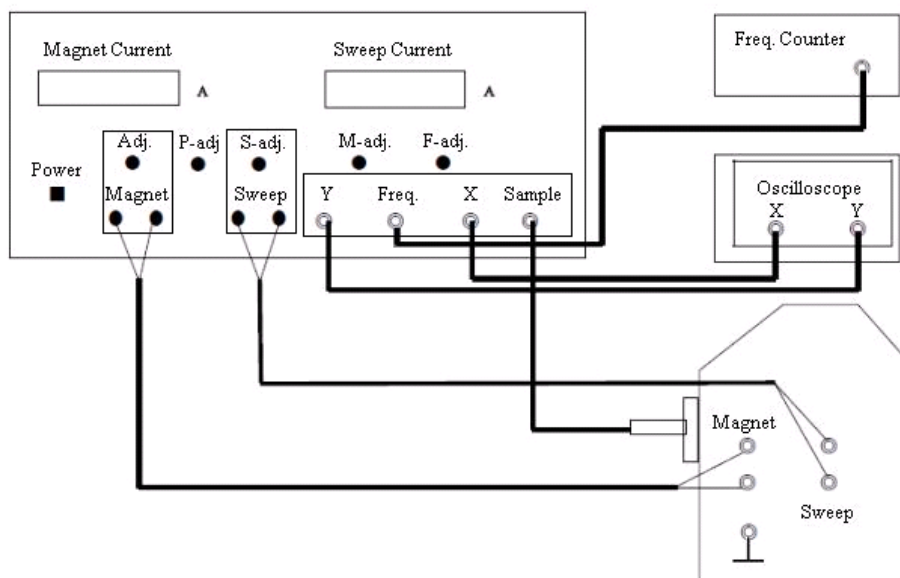 Magnet Current
Sweep Current
A
A
Power
Adj.
P-adj
S-adj.
M-adj.
F-adj.
Magnet
Sweep
Y
Freq.
X
Sample
Freq. Counter
Oscilloscope
X
Y
Magnet
Sweep